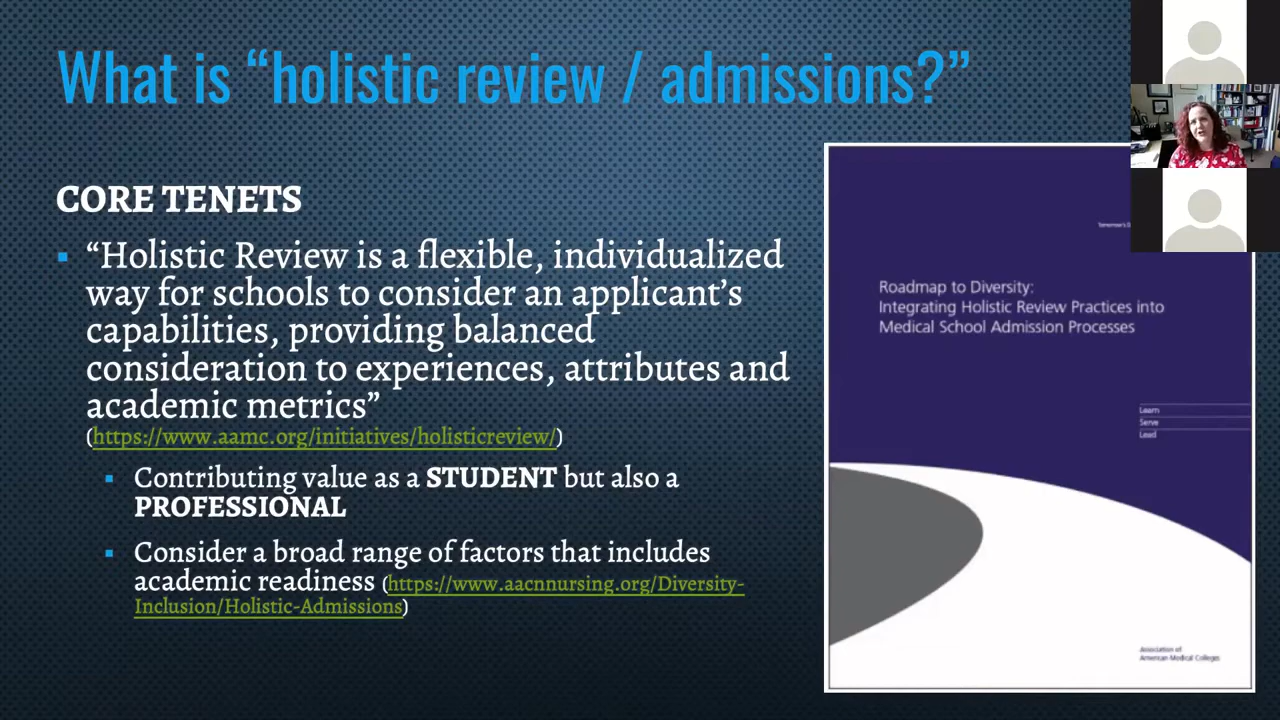 What is “holistic review / admissions?”
CORE TENETS
“Holistic Review is a flexible, individualized
way for schools to consider an applicant’s
capabilities, providing balanced
consideration to experiences, attributes and
academic metrics”
(https://www.aamc.org/initiatives/holisticreview/)
Contributing value as a STUDENT but also a
PROFESSIONAL
Consider a broad range of factors that includes
academic readiness (https://www.aacnnursing.org/Diversity-
Inclusion/Holistic-Admissions)
Roadmap to Diversity:
Integrating Holistic Review Practices into
Medical School Admission Processes
Learn
Serve
Lead
Association of
American Medical Colleges